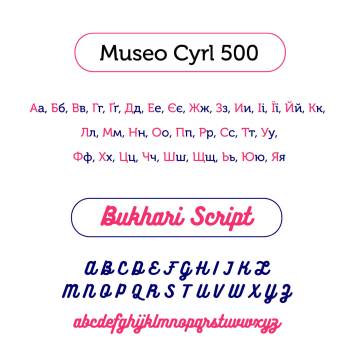 Museo Cyrl 500
Аа, Бб, Вв, Гг, Ґґ, Дд, Ее, Єє, Жж, Зз, Ии, Іі, Її, Йй, Кк,
Лл, Мм, Нн, Оо, Пп, Рр, Сс, Тт, Уу,
Фф, Хх, Цц, Чч, Шш, Щщ, Ьь, Юю, Яя
Bukhari Script
ABCDEFGHIJKL
MNOPQRSTUVWXYZ
abcdefghijklmnopqrstuvwxyz